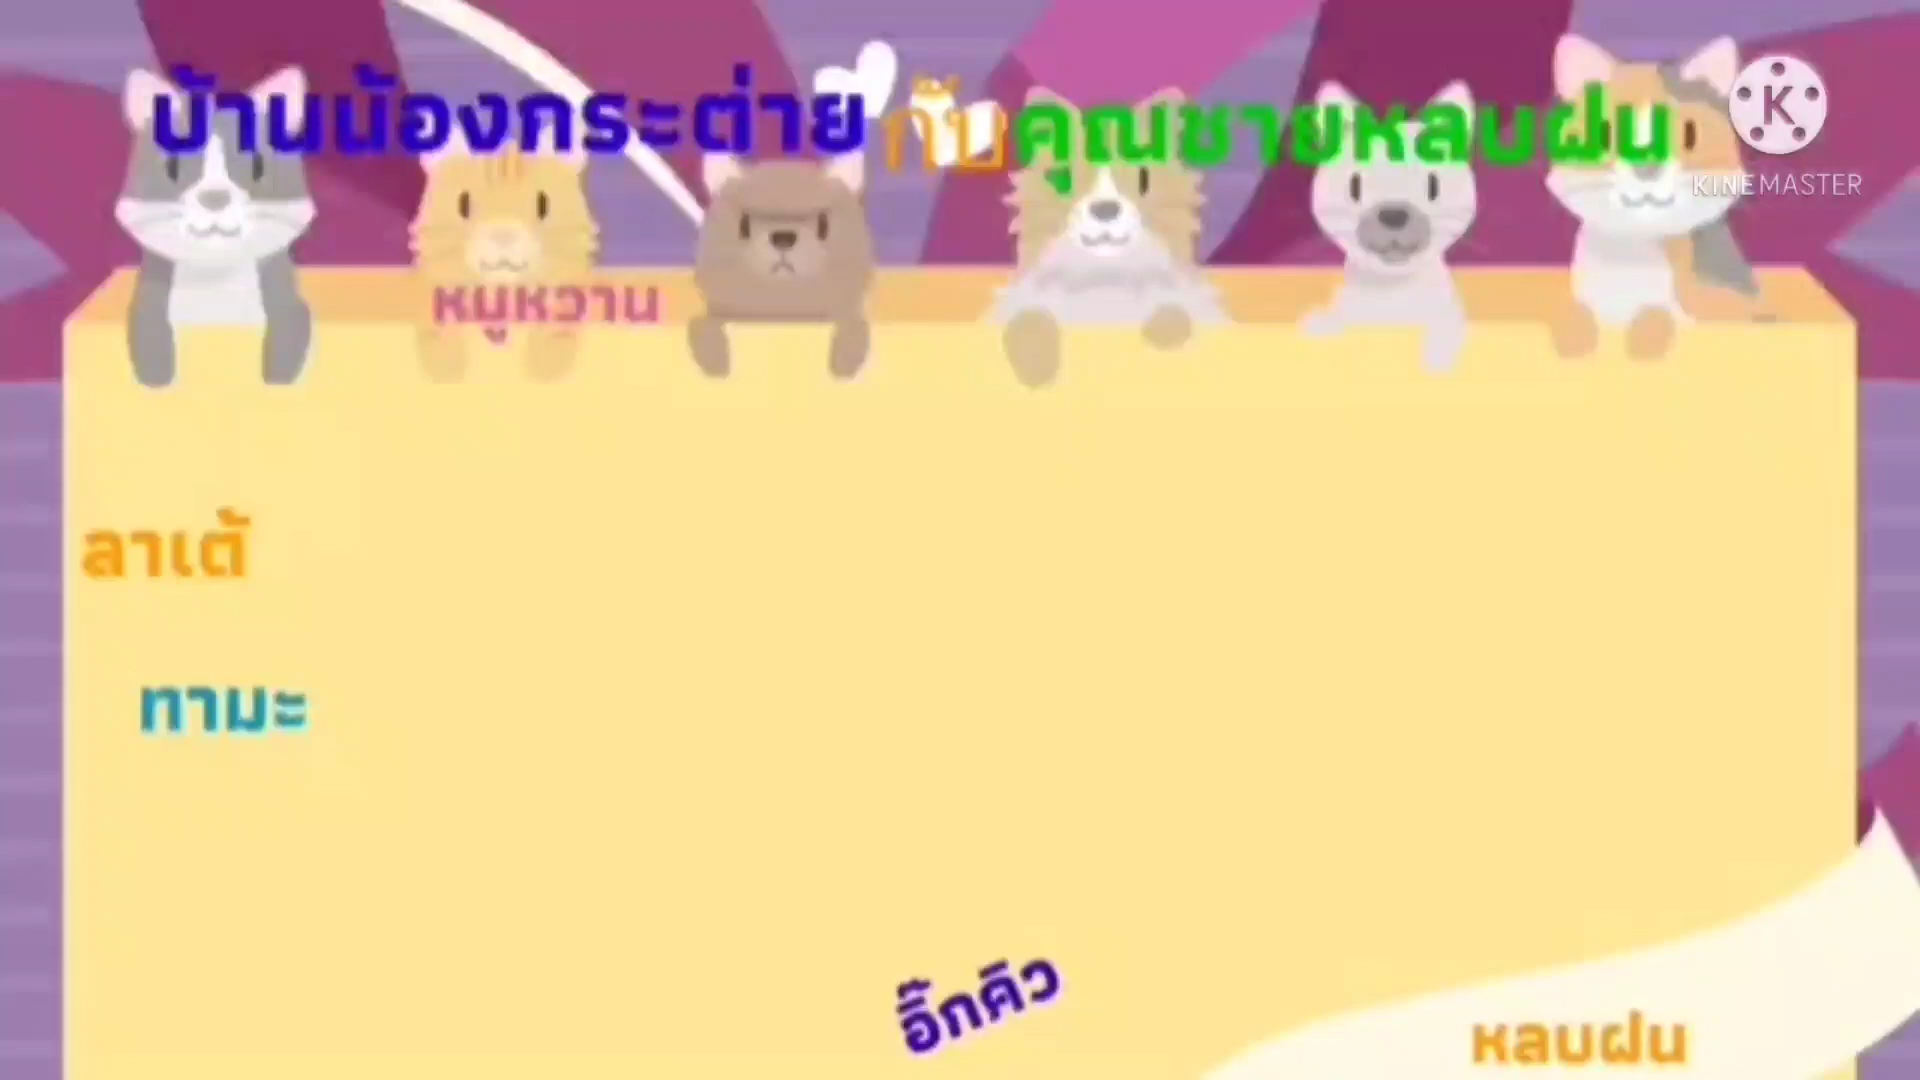 บ้านน้องกระต่าย กับ คุณชายหลบฝน
KINEMASTER
หมูหวาน
ลาเต้
ทามะ
อิ๊กคิว
หลบฝน